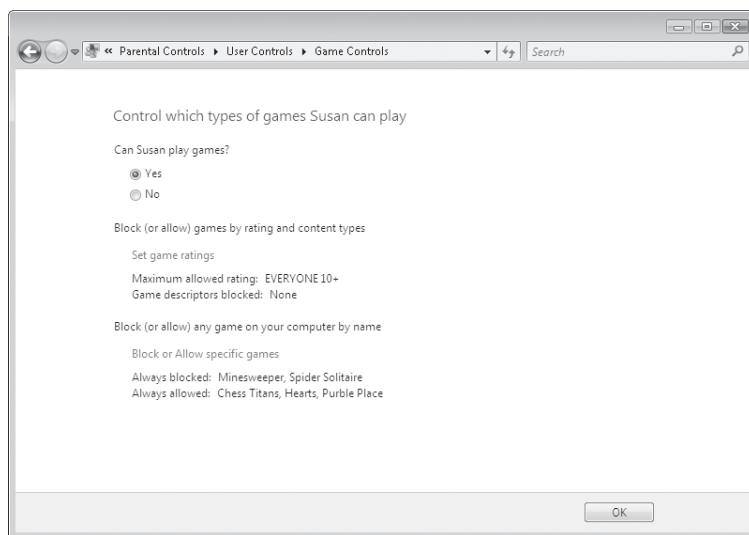 « Parental Controls ▸ User Controls ▸ Game Controls
Search
Control which types of games Susan can play
Can Susan play games?
Yes
No
Block (or allow) games by rating and content types
Set game ratings
Maximum allowed rating: EVERYONE 10+
Game descriptors blocked: None
Block (or allow) any game on your computer by name
Block or Allow specific games
Always blocked: Minesweeper, Spider Solitaire
Always allowed: Chess Titans, Hearts, Purble Place
OK